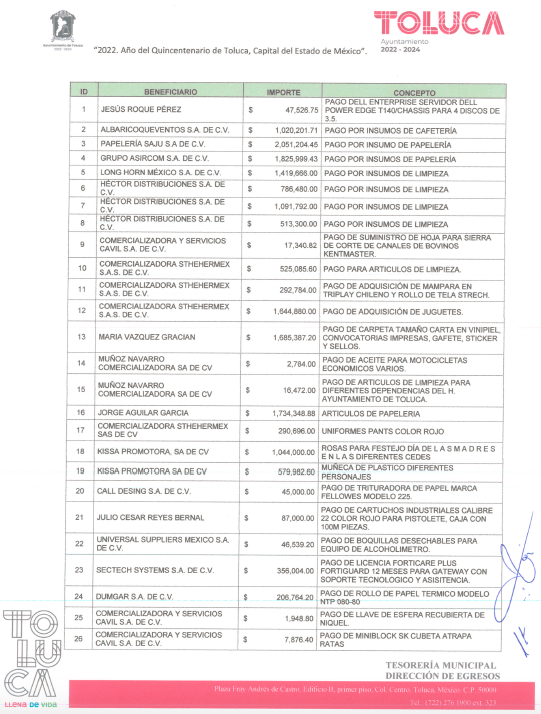 TOLUCA
Ayuntamiento
2022 - 2024
"2022. Año del Quincentenario de Toluca, Capital del Estado de México".
ID BENEFICIARIO IMPORTE CONCEPTO
1 JESÚS ROQUE PÉREZ $ 47,526.75 PAGO DELL ENTERPRISE SERVIDOR DELL
POWER EDGE T140/CHASSIS PARA 4 DISCOS DE
3.5.
2 ALBARICOQUEVENTOS S.A. DE C.V. $ 1,020,201.71 PAGO POR INSUMOS DE CAFETERÍA
3 PAPELERÍA SAJU S.A DE C.V. $ 2,051,204.45 PAGO POR INSUMO DE PAPELERÍA
4 GRUPO ASIRCOM S.A. DE C.V. $ 1,825,999.43 PAGO POR INSUMOS DE PAPELERÍA
5 LONG HORN MÉXICO S.A. DE C.V. $ 1,419,666.00 PAGO POR INSUMOS DE LIMPIEZA
6 HÉCTOR DISTRIBUCIONES S.A. DE
C.V. $ 786,480.00 PAGO POR INSUMOS DE LIMPIEZA
7 HÉCTOR DISTRIBUCIONES S.A. DE
C.V. $ 1,091,792.00 PAGO POR INSUMOS DE LIMPIEZA
8 HÉCTOR DISTRIBUCIONES S.A. DE
C.V. $ 513,300.00 PAGO POR INSUMOS DE LIMPIEZA
9 COMERCIALIZADORA Y SERVICIOS
CAVIL S.A. DE C.V. $ 17,340.82 PAGO DE SUMINISTRO DE HOJA PARA SIERRA
DE CORTE DE CANALES DE BOVINOS
KENTMASTER.
10 COMERCIALIZADORA STHEHERMEX
S.A.S. DE C.V. $ 525,085.60 PAGO PARA ARTICULOS DE LIMPIEZA.
11 COMERCIALIZADORA STHEHERMEX
S.A.S. DE C.V. $ 292,784.00 PAGO DE ADQUISICIÓN DE MAMPARA EN
TRIPLAY CHILENO Y ROLLO DE TELA STRECH.
12 COMERCIALIZADORA STHEHERMEX
S.A.S. DE C.V. $ 1,644,880.00 PAGO DE ADQUISICIÓN DE JUGUETES.
13 MARIA VAZQUEZ GRACIAN $ 1,685,387.20 PAGO DE CARPETA TAMAÑO CARTA EN VINIPIEL,
CONVOCATORIAS IMPRESAS, GAFETE, STICKER
Y SELLOS.
14 MUÑOZ NAVARRO
COMERCIALIZADORA SA DE CV $ 2,784.00 PAGO DE ACEITE PARA MOTOCICLETAS
ECONOMICOS VARIOS.
15 MUÑOZ NAVARRO
COMERCIALIZADORA SA DE CV $ 16,472.00 PAGO DE ARTICULOS DE LIMPIEZA PARA
DIFERENTES DEPENDENCIAS DEL H.
AYUNTAMIENTO DE TOLUCA.
16 JORGE AGUILAR GARCIA $ 1,734,348.88 ARTICULOS DE PAPELERIA
17 COMERCIALIZADORA STHEHERMEX
SAS DE CV $ 290,696.00 UNIFORMES PANTS COLOR ROJO
18 KISSA PROMOTORA, SA DE CV $ 1,044,000.00 ROSAS PARA FESTEJO DÍA DE L A S M A D R E S
E N L A S DIFERENTES CEDES
19 KISSA PROMOTORA SA DE CV $ 579,982.60 MUÑECA DE PLASTICO DIFERENTES
PERSONAJES
20 CALL DESING S.A. DE C.V. $ 45,000.00 PAGO DE TRITURADORA DE PAPEL MARCA
FELLOWES MODELO 225.
21 JULIO CESAR REYES BERNAL $ 87,000.00 PAGO DE CARTUCHOS INDUSTRIALES CALIBRE
22 COLOR ROJO PARA PISTOLETE, CAJA CON
100M PIEZAS.
22 UNIVERSAL SUPPLIERS MEXICO S.A.
DE C.V. $ 46,539.20 PAGO DE BOQUILLAS DESECHABLES PARA
EQUIPO DE ALCOHOLIMETRO.
23 SECTECH SYSTEMS S.A. DE C.V. $ 356,004.00 PAGO DE LICENCIA FORTICARE PLUS
FORTIGUARD 12 MESES PARA GATEWAY CON
SOPORTE TECNOLOGICO Y ASISITENCIA.
24 DUMGAR S.A. DE C.V. $ 206,764.20 PAGO DE ROLLO DE PAPEL TERMICO MODELO
NTP 080-80
25 COMERCIALIZADORA Y SERVICIOS
CAVIL S.A. DE C.V. $ 1,948.80 PAGO DE LLAVE DE ESFERA RECUBIERTA DE
NIQUEL.
26 COMERCIALIZADORA Y SERVICIOS
CAVIL S.A. DE C.V. $ 7,876.40 PAGO DE MINIBLOCK SK CUBETA ATRAPA
RATAS
TOLUCA
LLENA DE VIDA
TESORERÍA MUNICIPAL
DIRECCIÓN DE EGRESOS
Plaza Fray Andrés de Castro, Edificio B, primer piso, Col. Centro, Toluca, México. C.P. 50000
Tel.: (722) 276 1900 ext. 323